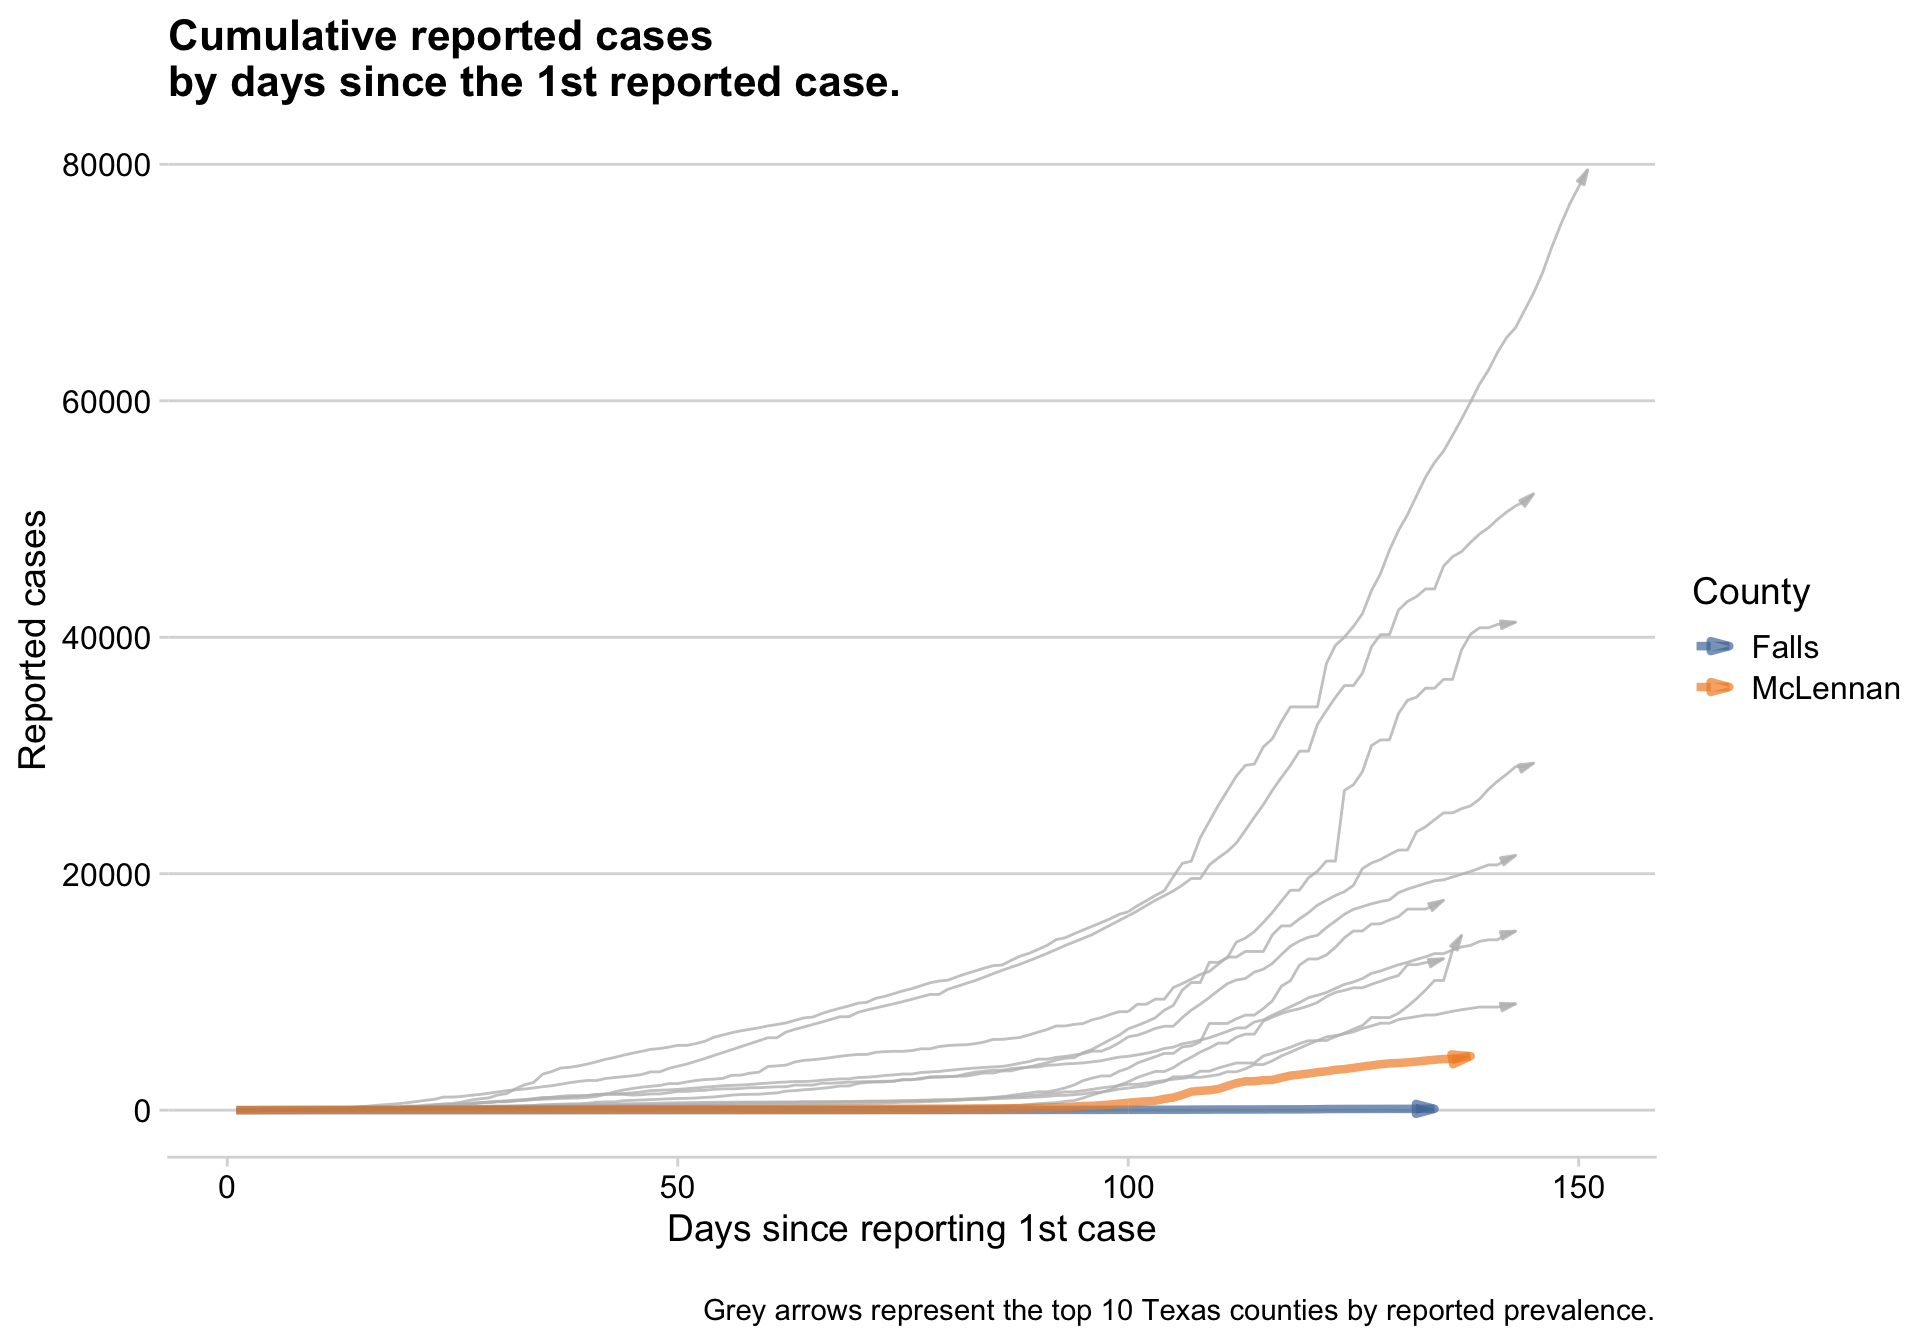 Cumulative reported cases
by days since the 1st reported case.
80000
60000
40000
20000
0
Reported cases
0
50
100
150
Days since reporting 1st case
County
Falls
McLennan
Grey arrows represent the top 10 Texas counties by reported prevalence.